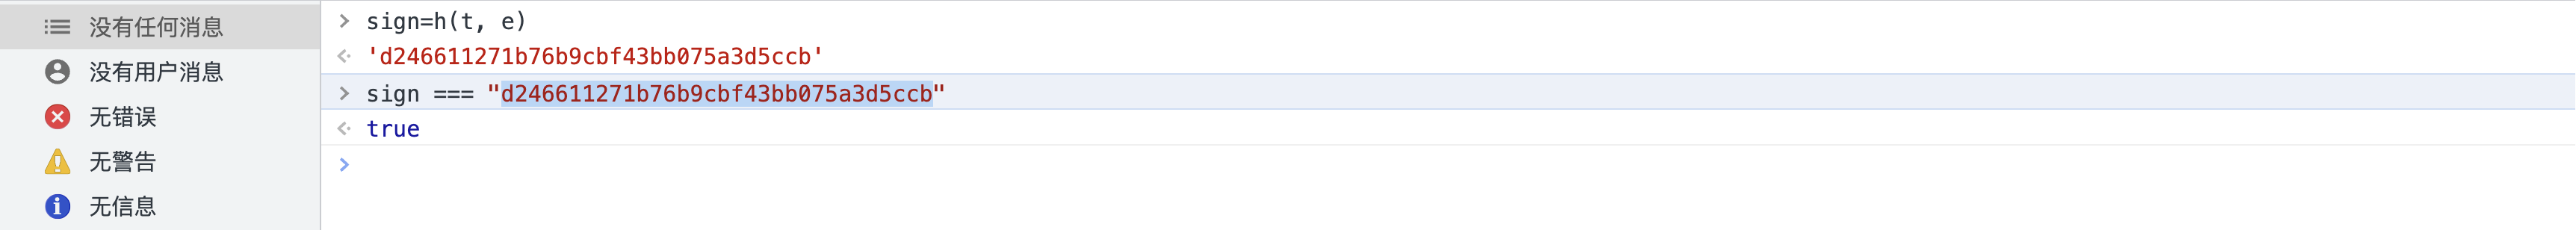 没有任何消息
没有用户消息
无错误
无警告
无信息
sign=h(t, e)
'd246611271b76b9cbf43bb075a3d5ccb'
sign === "d246611271b76b9cbf43bb075a3d5ccb"
true